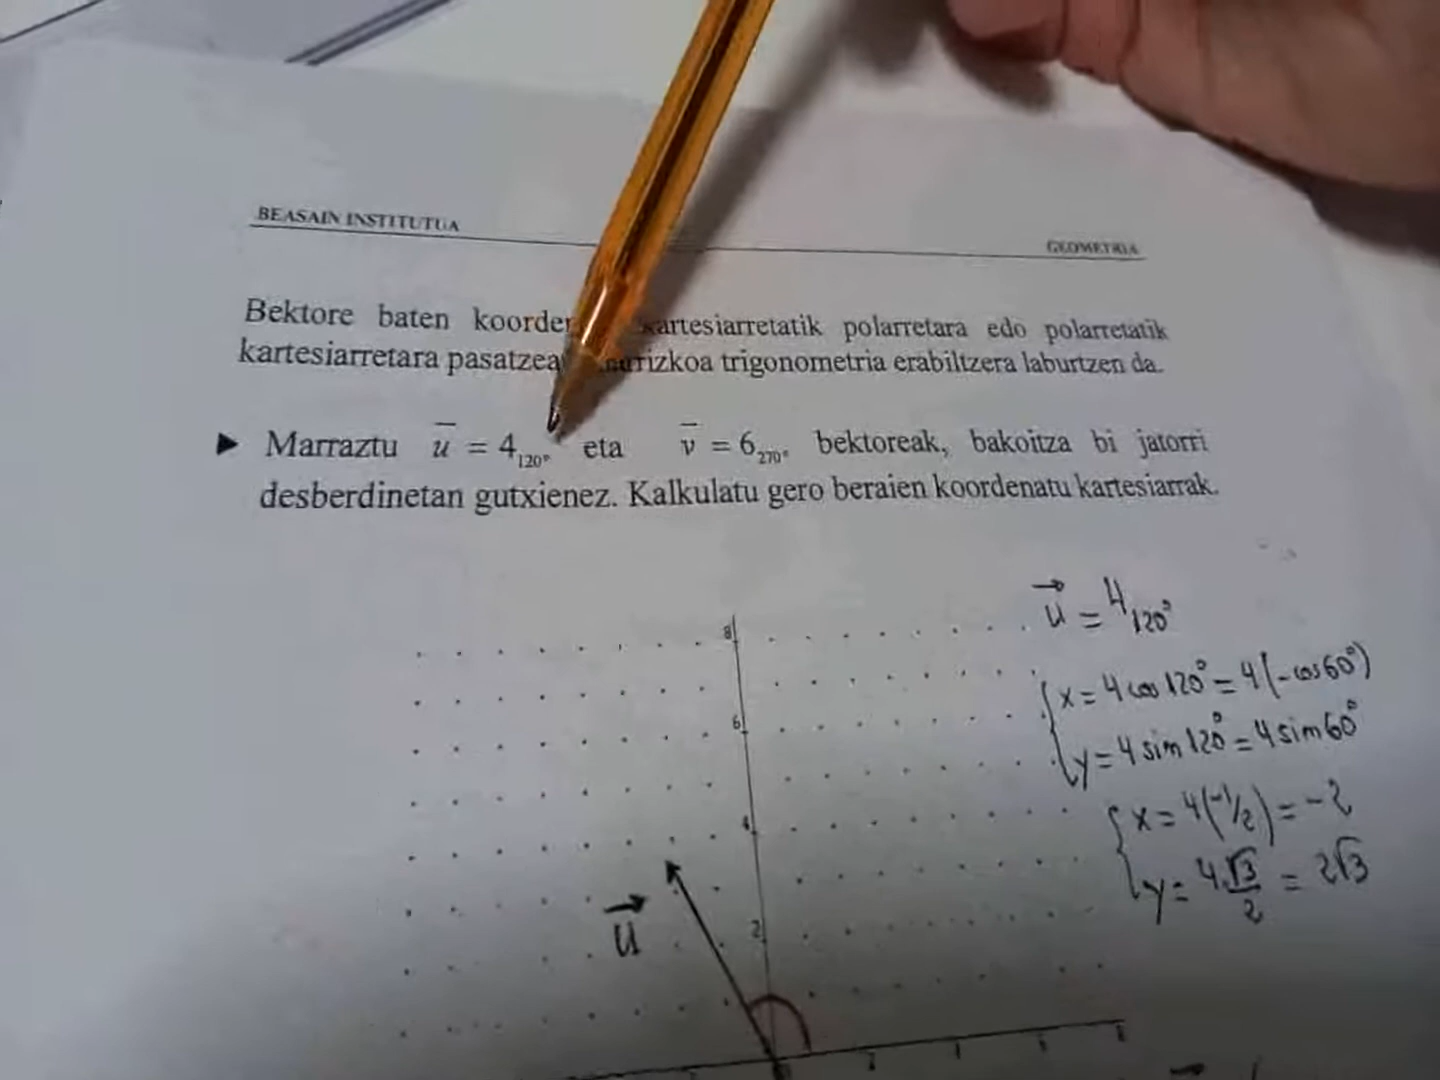 BEASAIN INSTITUTUA
GEOMETRIA
Bektore baten kartesiarretatik polarretara edo polarretatik
kartesiarretara pasatzea trigonometria erabiltzera laburtzen da.
► Marraztu u̅ = 4₁₂₀° eta v̅ = 6₂₇₀° bektoreak, bakoitza bi jatorri
desberdinetan gutxienez. Kalkulatu gero beraien koordenatu kartesiarrak.
u⃗ = 4₁₂₀°
x = 4 cos 120° = 4(-cos 60°)
y = 4 sin 120° = 4 sin 60°
x = 4(-1/2) = -2
y = 4·√3/2 = 2√3
8
6
4
2
u⃗